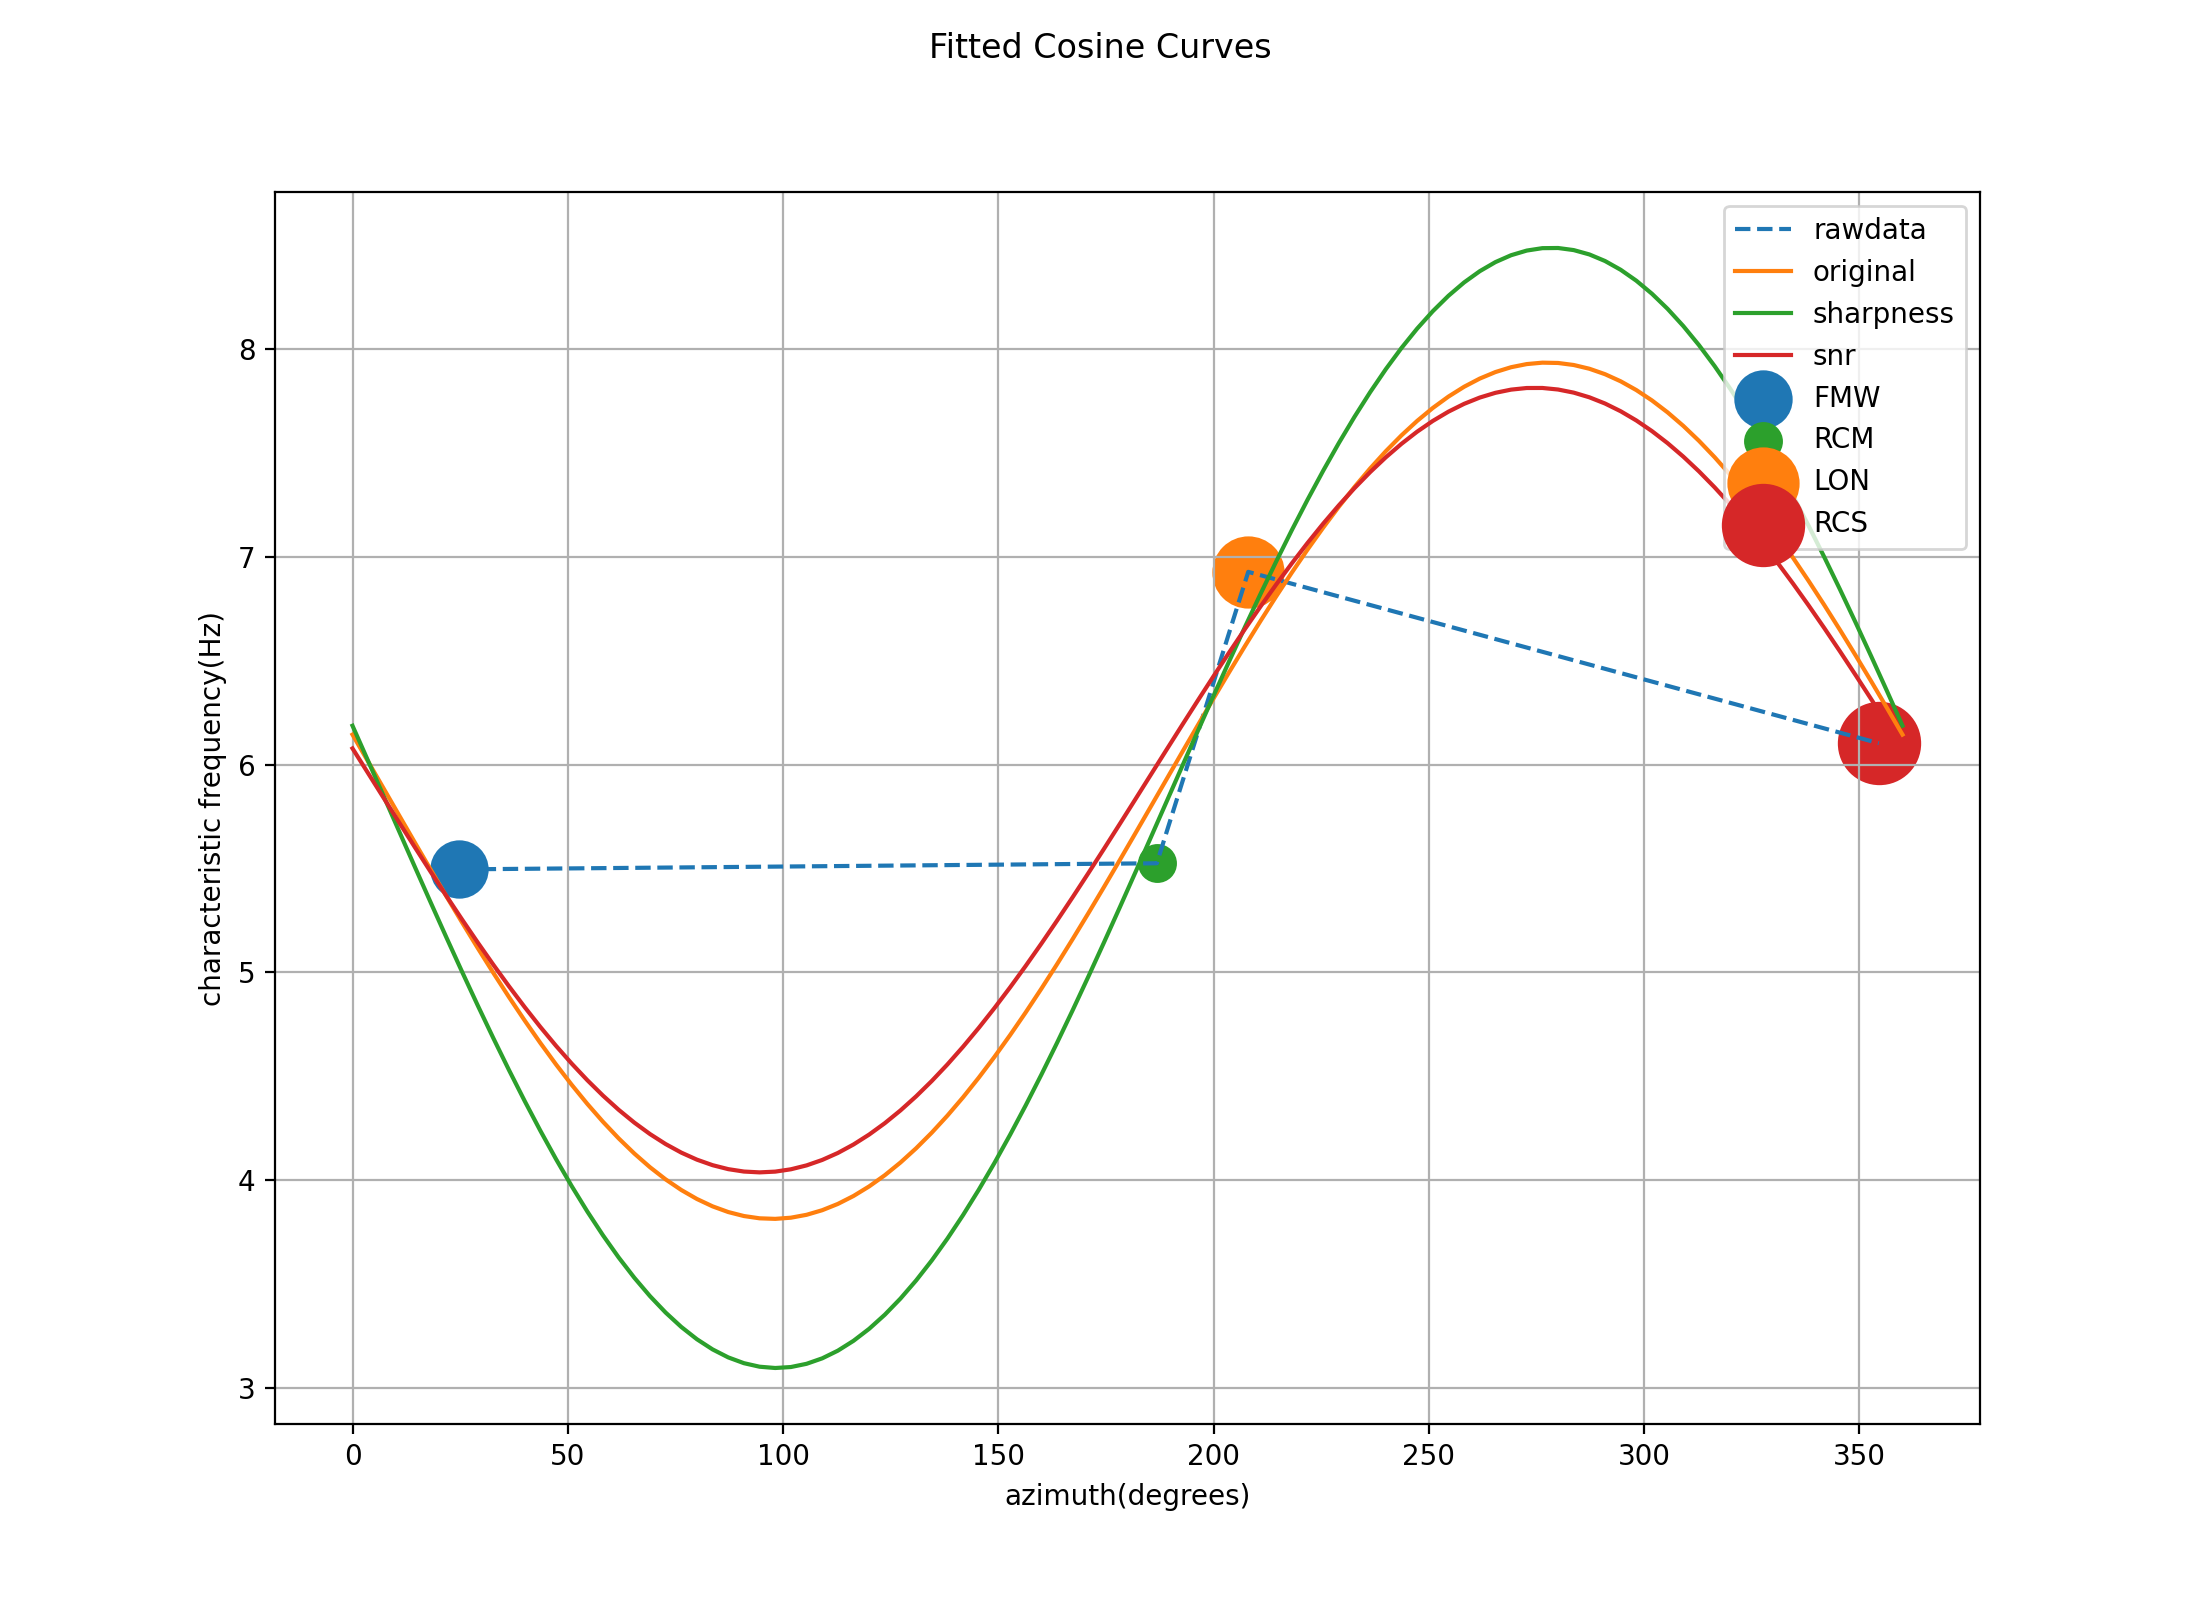 Fitted Cosine Curves
rawdata
original
sharpness
snr
FMW
RCM
LON
RCS
8
7
6
5
4
3
characteristic frequency(Hz)
0 50 100 150 200 250 300 350
azimuth(degrees)